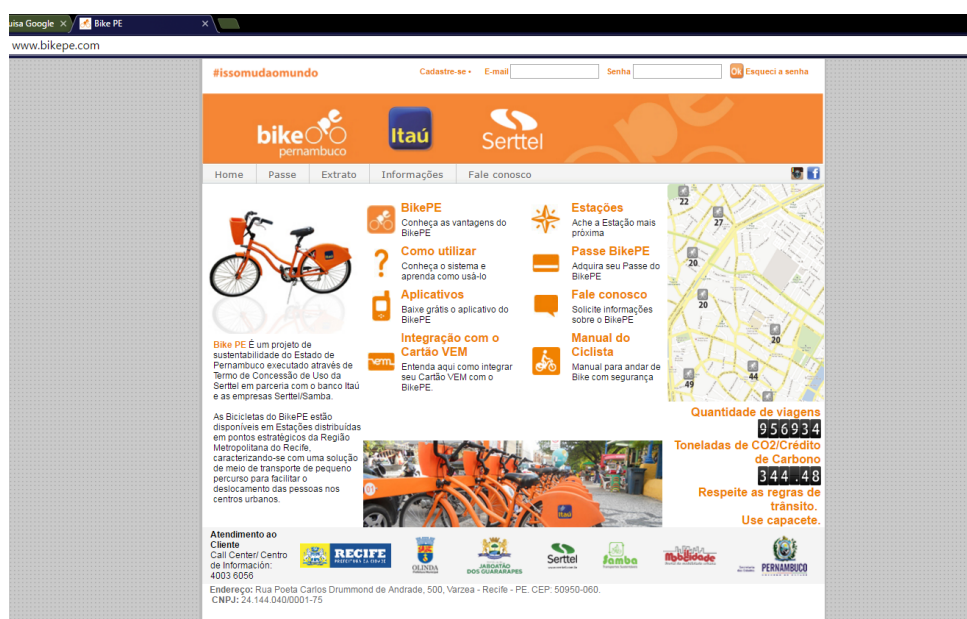 uisa Google
Bike PE
www.bikepe.com
#issomudaomundo
Cadastre-se • E-mail Senha Ok Esqueci a senha
bike
pernambuco
Itaú
Serttel
Home Passe Extrato Informações Fale conosco
BikePE
Conheça as vantagens do
BikePE
Estações
Ache a Estação mais
próxima
Como utilizar
Conheça o sistema e
aprenda como usá-lo
Passe BikePE
Adquira seu Passe do
BikePE
Aplicativos
Baixe grátis o aplicativo do
BikePE
Fale conosco
Solicite informações
sobre o BikePE
Integração com o
Cartão VEM
Entenda aqui como integrar
seu Cartão VEM com o
BikePE.
vem
Manual do
Ciclista
Manual para andar de
Bike com segurança
22
27
20
20
20
44
49
Bike PE É um projeto de
sustentabilidade do Estado de
Pernambuco executado através de
Termo de Concessão de Uso da
Serttel em parceria com o banco Itaú
e as empresas Serttel/Samba.
As Bicicletas do BikePE estão
disponíveis em Estações distribuídas
em pontos estratégicos da Região
Metropolitana do Recife,
caracterizando-se com uma solução
de meio de transporte de pequeno
percurso para facilitar o
deslocamento das pessoas nos
centros urbanos.
01
Itaú
Quantidade de viagens
956934
Toneladas de CO2/Crédito
de Carbono
344.48
Respeite as regras de
trânsito.
Use capacete.
Atendimento ao
Cliente
Call Center/ Centro
de Información:
4003 6056
RECIFE
PREFEITURA DA CIDADE
OLINDA
JABOATÃO
DOS GUARARAPES
Serttel
samba
Mobilidade
PERNAMBUCO
Endereço: Rua Poeta Carlos Drummond de Andrade, 500, Varzea - Recife - PE. CEP: 50950-060.
CNPJ: 24.144.040/0001-75